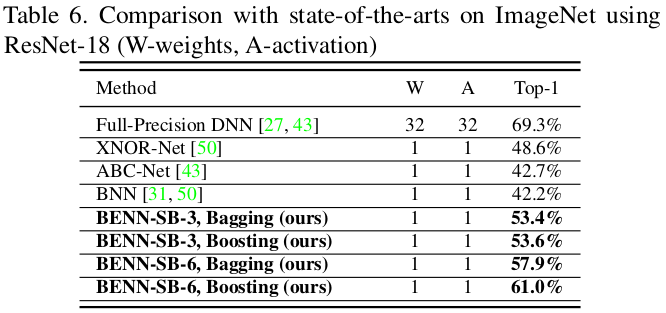 Table 6. Comparison with state-of-the-arts on ImageNet using
ResNet-18 (W-weights, A-activation)
Method W A Top-1
Full-Precision DNN [27, 43] 32 32 69.3%
XNOR-Net [50] 1 1 48.6%
ABC-Net [43] 1 1 42.7%
BNN [31, 50] 1 1 42.2%
BENN-SB-3, Bagging (ours) 1 1 53.4%
BENN-SB-3, Boosting (ours) 1 1 53.6%
BENN-SB-6, Bagging (ours) 1 1 57.9%
BENN-SB-6, Boosting (ours) 1 1 61.0%